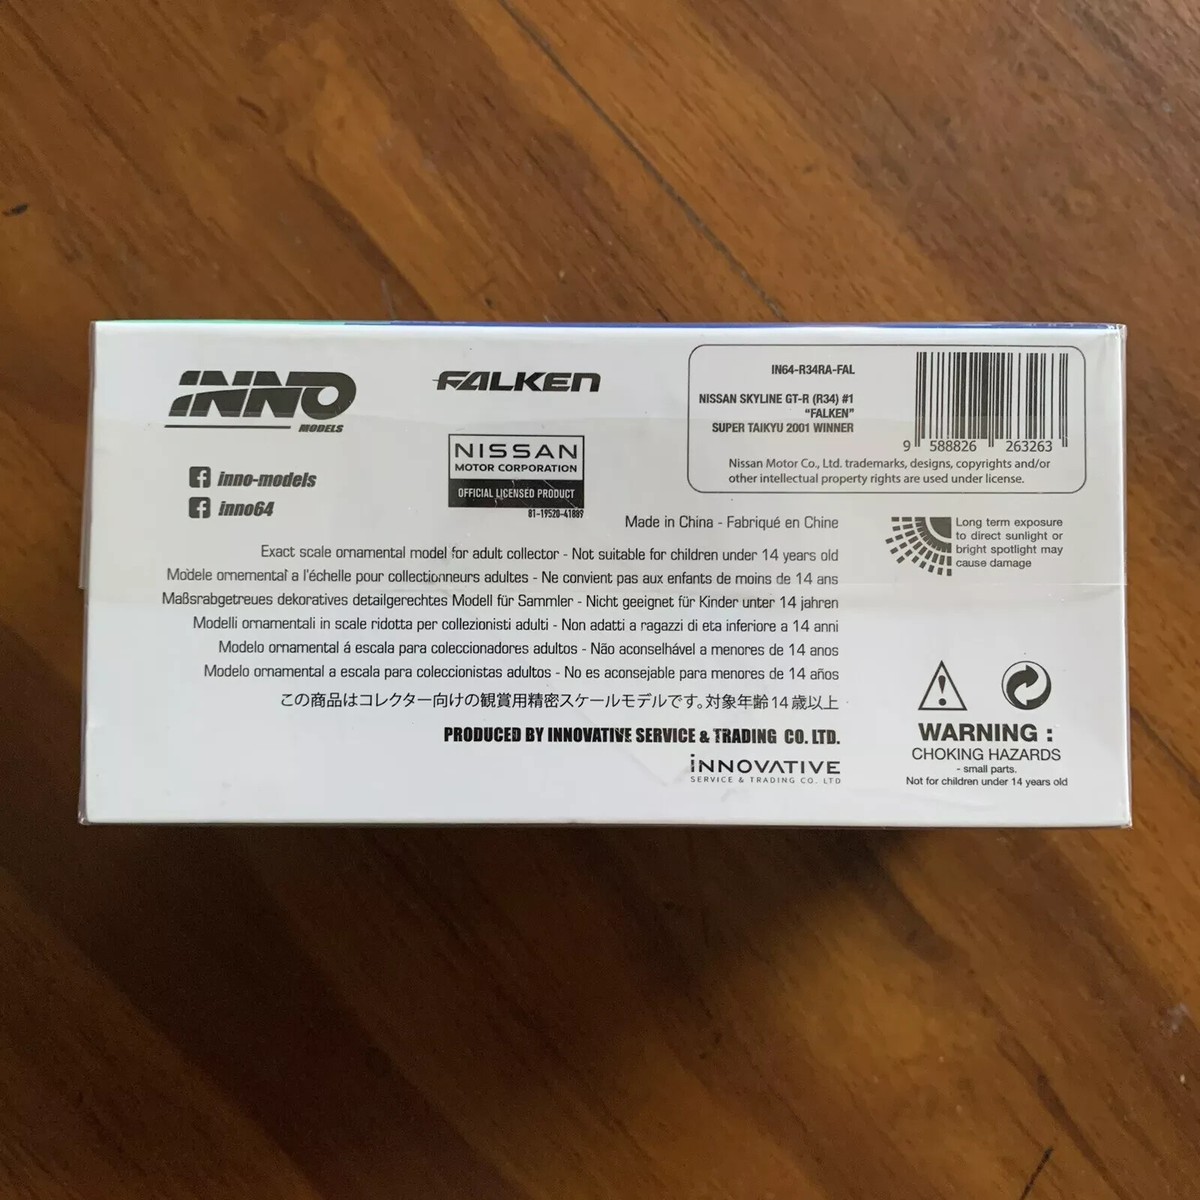 INNO
MODELS
inno-models
inno64
FALKEN
NISSAN
MOTOR CORPORATION
OFFICIAL LICENSED PRODUCT
81-19520-41889
IN64-R34RA-FAL
NISSAN SKYLINE GT-R (R34) #1
"FALKEN"
SUPER TAIKYU 2001 WINNER
9 588826 263263
Nissan Motor Co., Ltd. trademarks, designs, copyrights and/or
other intellectual property rights are used under license.
Made in China - Fabriqué en Chine
Exact scale ornamental model for adult collector - Not suitable for children under 14 years old
Modele ornemental a l'échelle pour collectionneurs adultes - Ne convient pas aux enfants de moins de 14 ans
Maßsrabgetreues dekoratives detailgerechtes Modell für Sammler - Nicht geeignet für Kinder unter 14 jahren
Modelli ornamentali in scale ridotta per collezionisti adulti - Non adatti a ragazzi di eta inferiore a 14 anni
Modelo ornamental á escala para coleccionadores adultos - Não aconselhável a menores de 14 anos
Modelo ornamental a escala para coleccionistas adultos - No es aconsejable para menores de 14 años
この商品はコレクター向けの観賞用精密スケールモデルです。対象年齢14歳以上
PRODUCED BY INNOVATIVE SERVICE & TRADING CO. LTD.
iNNOVATIVE
SERVICE & TRADING CO. LTD
Long term exposure
to direct sunlight or
bright spotlight may
cause damage
WARNING :
CHOKING HAZARDS
- small parts.
Not for children under 14 years old